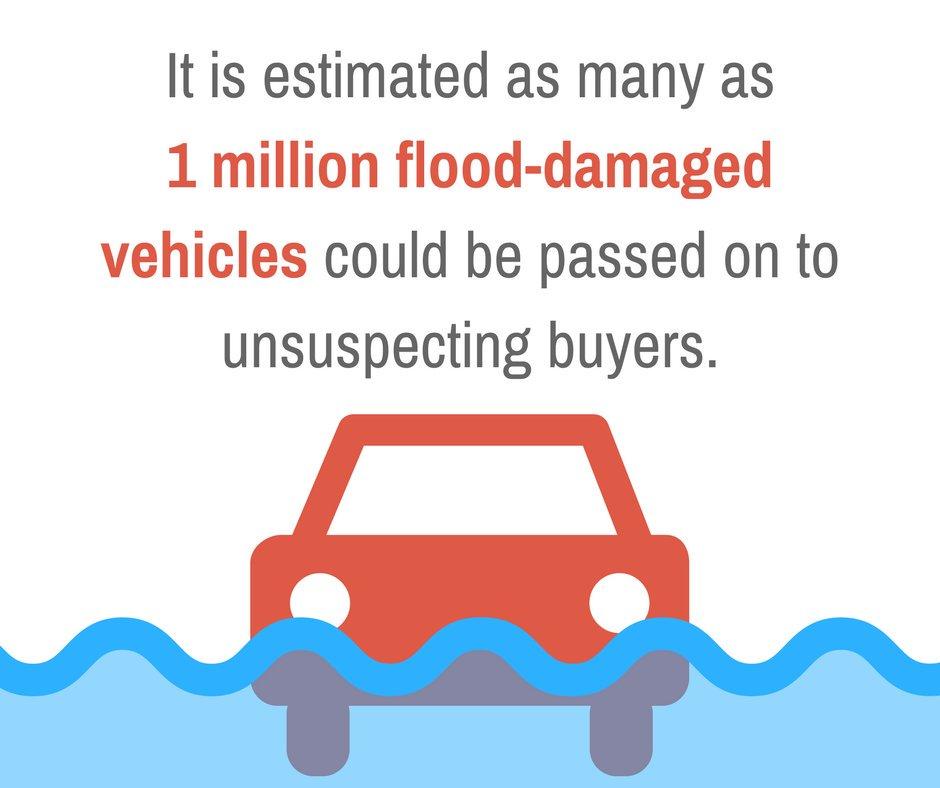 It is estimated as many as
1 million flood-damaged
vehicles could be passed on to
unsuspecting buyers.